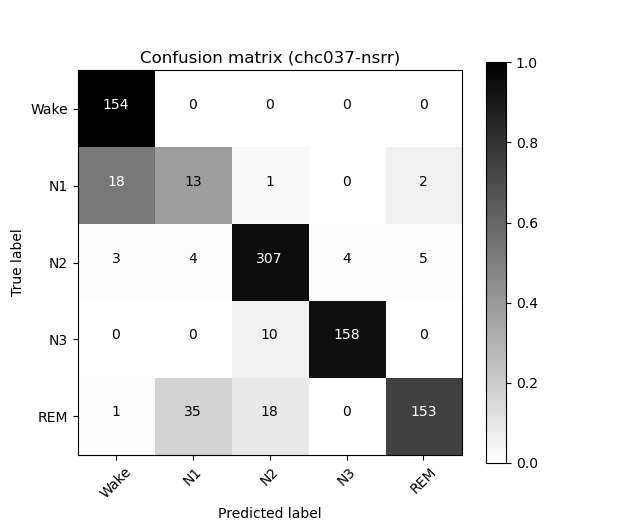 Confusion matrix (chc037-nsrr)
Wake 154 0 0 0 0
N1 18 13 1 0 2
N2 3 4 307 4 5
N3 0 0 10 158 0
REM 1 35 18 0 153
Wake N1 N2 N3 REM
Predicted label
True label
1.0
0.8
0.6
0.4
0.2
0.0